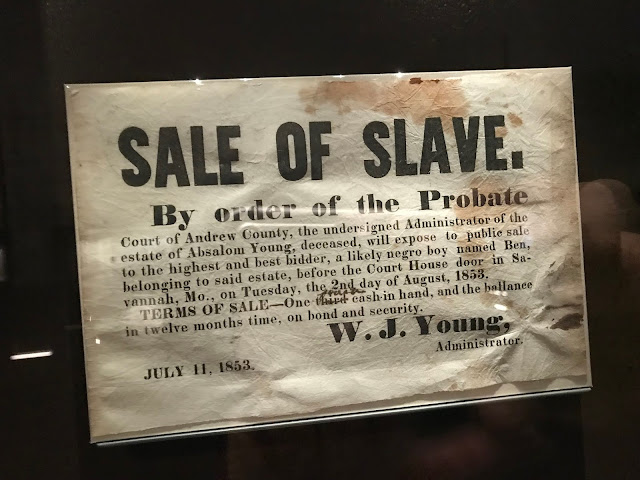 SALE OF SLAVE.
By order of the Probate
Court of Andrew County, the undersigned Administrator of the
estate of Absalom Young, deceased, will expose to public sale
to the highest and best bidder, a likely negro boy named Ben,
belonging to said estate, before the Court House door in Sa-
vannah, Mo., on Tuesday, the 2nd day of August, 1853.
TERMS OF SALE—One third cash in hand, and the ballance
in twelve months time, on bond and security.
W. J. Young,
Administrator.
JULY 11, 1853.